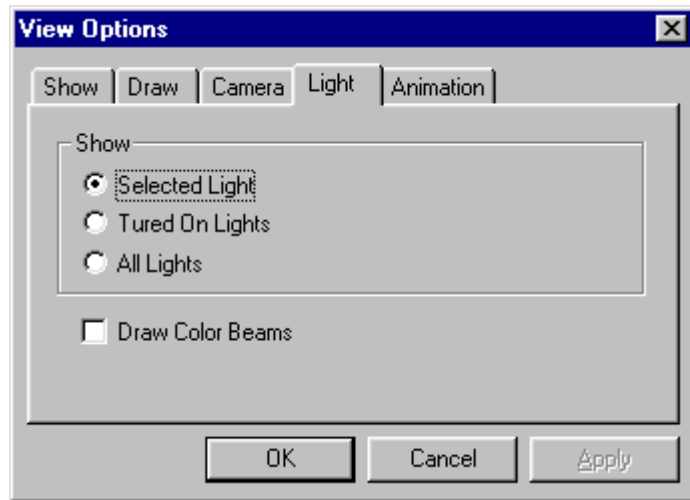 View Options
Show Draw Camera Light Animation
Show
Selected Light
Tured On Lights
All Lights
Draw Color Beams
OK Cancel Apply